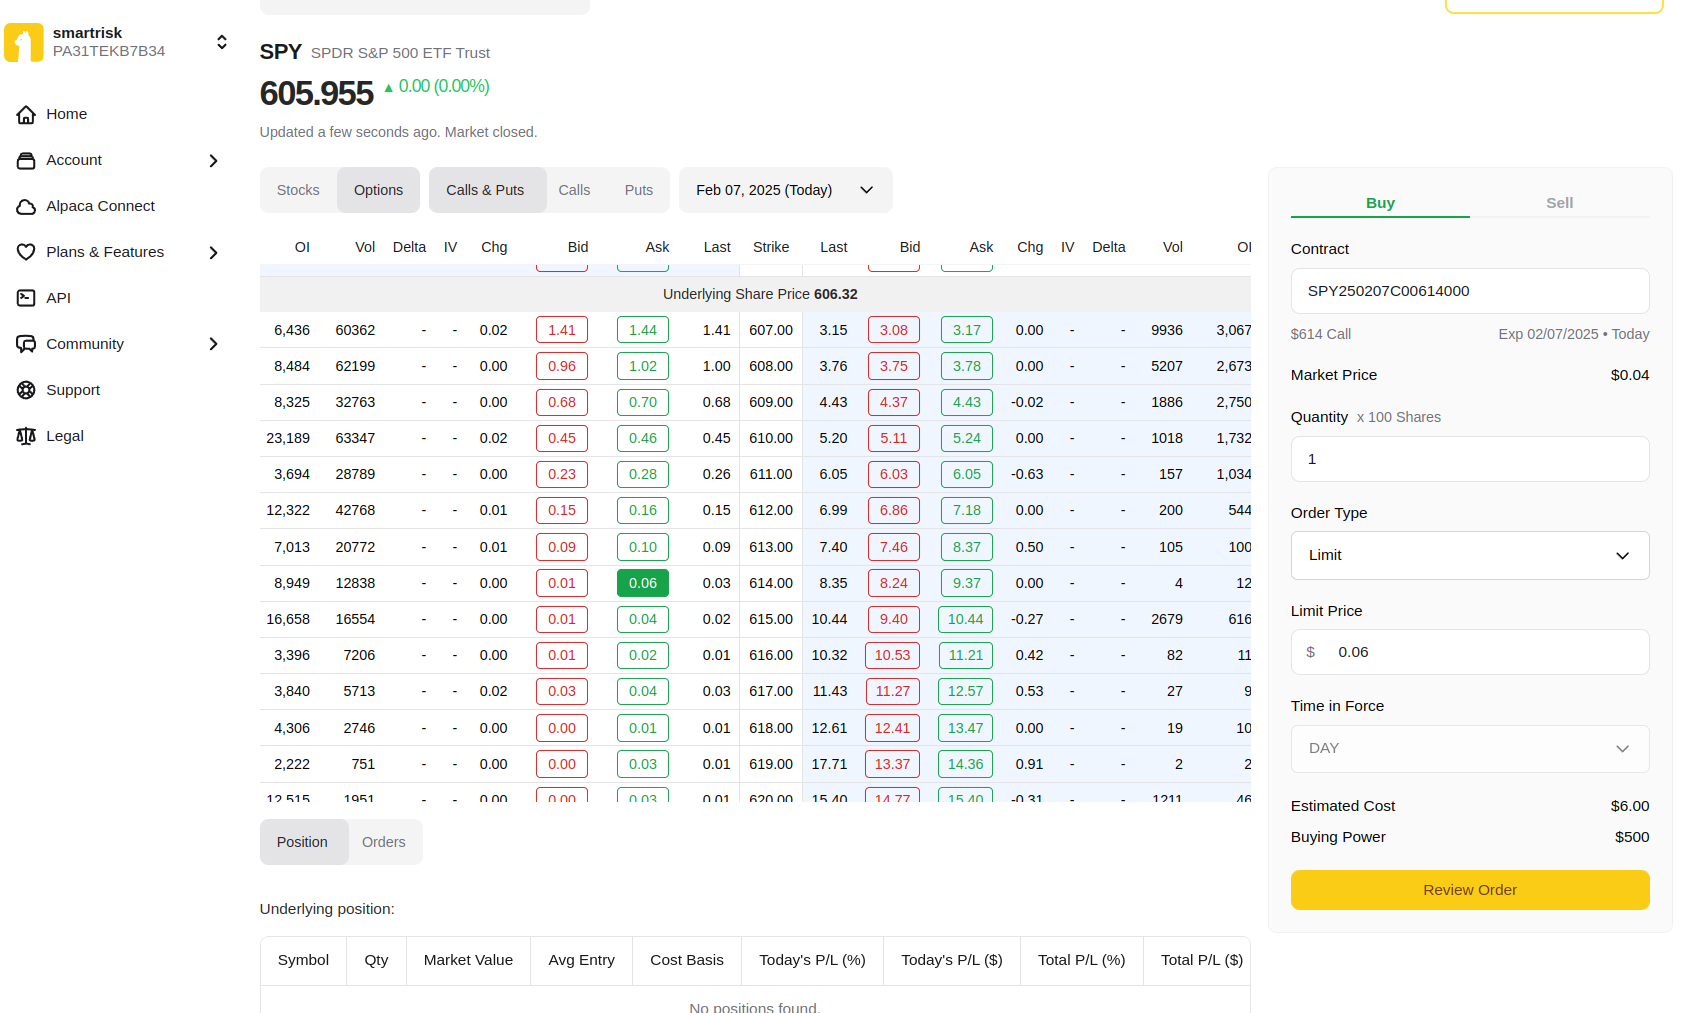 smartrisk
PA31TEKB7B34
Home
Account
Alpaca Connect
Plans & Features
API
Community
Support
Legal
SPY SPDR S&P 500 ETF Trust
605.955 ▲ 0.00 (0.00%)
Updated a few seconds ago. Market closed.
Stocks Options Calls & Puts Calls Puts Feb 07, 2025 (Today)
OI Vol Delta IV Chg Bid Ask Last Strike Last Bid Ask Chg IV Delta Vol OI
Underlying Share Price 606.32
6,436 60362 - - 0.02 1.41 1.44 1.41 607.00 3.15 3.08 3.17 0.00 - - 9936 3,067
8,484 62199 - - 0.00 0.96 1.02 1.00 608.00 3.76 3.75 3.78 0.00 - - 5207 2,673
8,325 32763 - - 0.00 0.68 0.70 0.68 609.00 4.43 4.37 4.43 -0.02 - - 1886 2,750
23,189 63347 - - 0.02 0.45 0.46 0.45 610.00 5.20 5.11 5.24 0.00 - - 1018 1,732
3,694 28789 - - 0.00 0.23 0.28 0.26 611.00 6.05 6.03 6.05 -0.63 - - 157 1,034
12,322 42768 - - 0.01 0.15 0.16 0.15 612.00 6.99 6.86 7.18 0.00 - - 200 544
7,013 20772 - - 0.01 0.09 0.10 0.09 613.00 7.40 7.46 8.37 0.50 - - 105 100
8,949 12838 - - 0.00 0.01 0.06 0.03 614.00 8.35 8.24 9.37 0.00 - - 4 12
16,658 16554 - - 0.00 0.01 0.04 0.02 615.00 10.44 9.40 10.44 -0.27 - - 2679 616
3,396 7206 - - 0.00 0.01 0.02 0.01 616.00 10.32 10.53 11.21 0.42 - - 82 11
3,840 5713 - - 0.02 0.03 0.04 0.03 617.00 11.43 11.27 12.57 0.53 - - 27 9
4,306 2746 - - 0.00 0.00 0.01 0.01 618.00 12.61 12.41 13.47 0.00 - - 19 10
2,222 751 - - 0.00 0.00 0.03 0.01 619.00 17.71 13.37 14.36 0.91 - - 2 2
12,515 1951 - - 0.00 0.00 0.03 0.01 620.00 15.40 14.77 15.40 -0.31 - - 1211 46
Position Orders
Underlying position:
Symbol Qty Market Value Avg Entry Cost Basis Today's P/L (%) Today's P/L ($) Total P/L (%) Total P/L ($)
No positions found.
Buy Sell
Contract
SPY250207C00614000
$614 Call Exp 02/07/2025 • Today
Market Price $0.04
Quantity x 100 Shares
1
Order Type
Limit
Limit Price
$ 0.06
Time in Force
DAY
Estimated Cost $6.00
Buying Power $500
Review Order